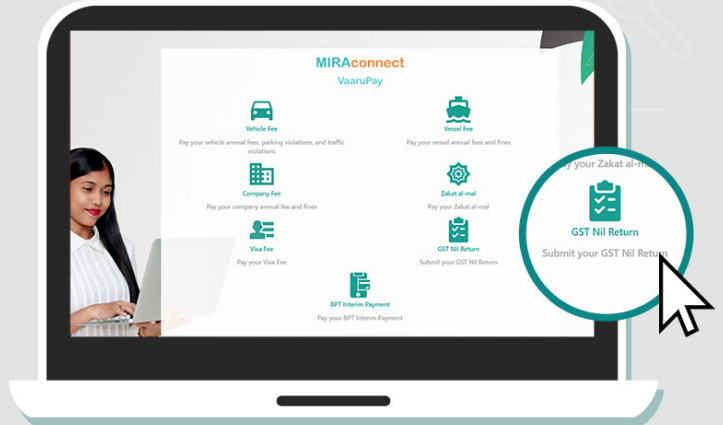 MIRAconnect
VaaruPay
Vehicle Fee
Pay your vehicle annual fees, parking violations, and traffic
violations
Vessel Fee
Pay your vessel annual fees and fines
Company Fee
Pay your company annual fee and fines
Zakat al-mal
Pay your Zakat al-mal
Visa Fee
Pay your Visa Fee
GST Nil Return
Submit your GST Nil Return
BPT Interim Payment
Pay your BPT Interim Payment
your Zakat al-m
GST Nil Return
Submit your GST Nil Return